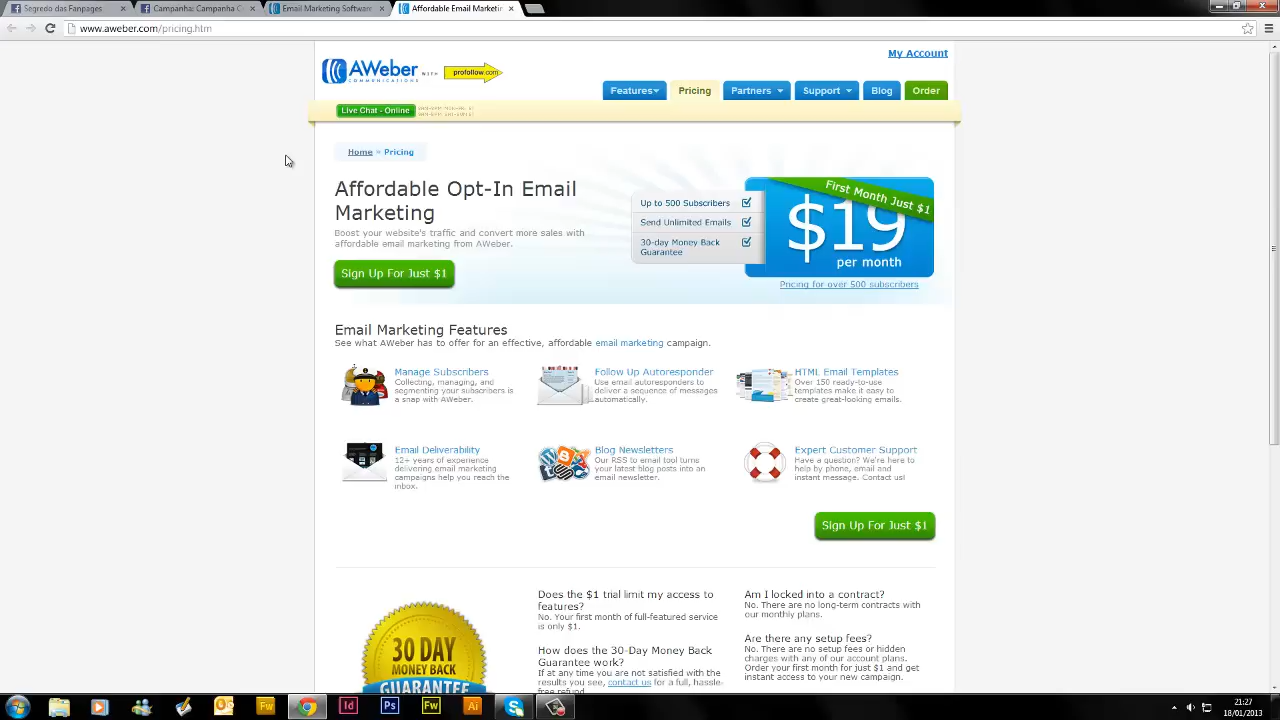 Segredo das Fanpages
Campanha: Campanha C
Email Marketing Software
Affordable Email Marketin
www.aweber.com/pricing.htm
My Account
AWeber
COMMUNICATIONS
WITH
profollow.com
Features
Pricing
Partners
Support
Blog
Order
Live Chat - Online
Home » Pricing
Affordable Opt-In Email
Marketing
Boost your website's traffic and convert more sales with
affordable email marketing from AWeber.
Sign Up For Just $1
Up to 500 Subscribers
Send Unlimited Emails
30-day Money Back
Guarantee
First Month Just $1
$19
per month
Pricing for over 500 subscribers
Email Marketing Features
See what AWeber has to offer for an effective, affordable email marketing campaign.
Manage Subscribers
Collecting, managing, and
segmenting your subscribers is
a snap with AWeber.
Follow Up Autoresponder
Use email autoresponders to
deliver a sequence of messages
automatically.
HTML Email Templates
Over 150 ready-to-use
templates make it easy to
create great-looking emails.
Email Deliverability
12+ years of experience
delivering email marketing
campaigns help you reach the
inbox.
Blog Newsletters
Our RSS to email tool turns
your latest blog posts into an
email newsletter.
Expert Customer Support
Have a question? We're here to
help by phone, email and
instant message. Contact us!
Sign Up For Just $1
30 DAY
MONEY BACK
GUARANTEE
Does the $1 trial limit my access to
features?
No. Your first month of full-featured service
is only $1.
How does the 30-Day Money Back
Guarantee work?
If at any time you are not satisfied with the
results you see, contact us for a full, hassle-
free refund.
Am I locked into a contract?
No. There are no long-term contracts with
our monthly plans.
Are there any setup fees?
No. There are no setup fees or hidden
charges with any of our account plans.
Order your first month for just $1 and get
instant access to your new campaign.
Fw
Id
Ps
Fw
Ai
21:27
18/01/2013